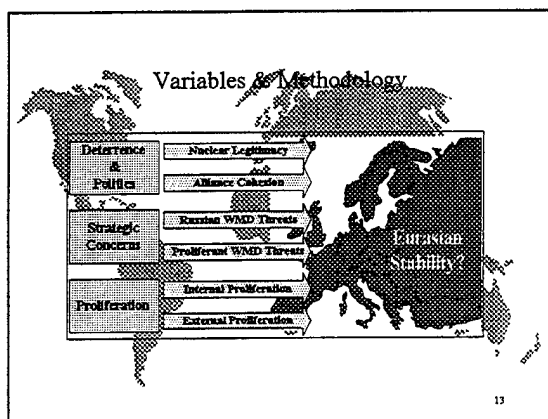 Variables & Methodology
Deterrence
&
Politics
Nuclear Legitimacy
Alliance Cohesion
Strategic
Concerns
Russian WMD Threats
Proliferant WMD Threats
Proliferation
Internal Proliferation
External Proliferation
Eurasian
Stability?
13